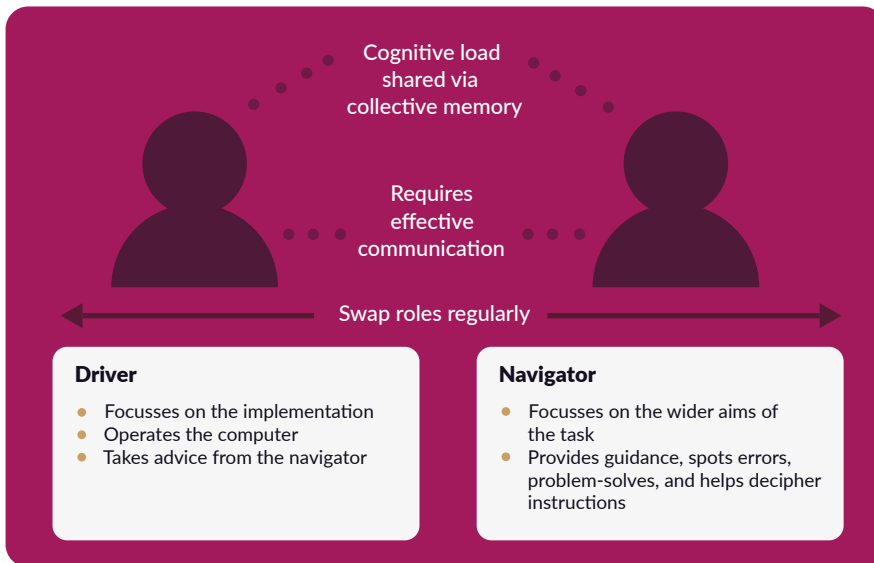 Cognitive load
shared via
collective memory
Requires
effective
communication
Swap roles regularly
Driver
Focusses on the implementation
Operates the computer
Takes advice from the navigator
Navigator
Focusses on the wider aims of
the task
Provides guidance, spots errors,
problem-solves, and helps decipher
instructions